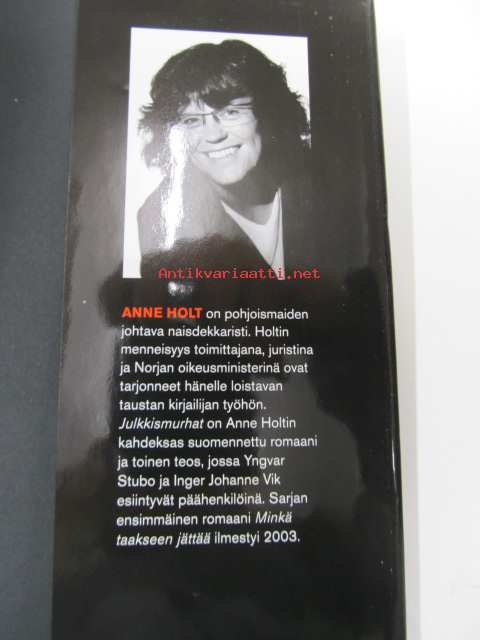 Antikvariaatti.net
ANNE HOLT on pohjoismaiden
johtava naisdekkaristi. Holtin
menneisyys toimittajana, juristina
ja Norjan oikeusministerinä ovat
tarjonneet hänelle loistavan
taustan kirjailijan työhön.
Julkkismurhat on Anne Holtin
kahdeksas suomennettu romaani
ja toinen teos, jossa Yngvar
Stubo ja Inger Johanne Vik
esiintyvät päähenkilöinä. Sarjan
ensimmäinen romaani Minkä
taakseen jättää ilmestyi 2003.